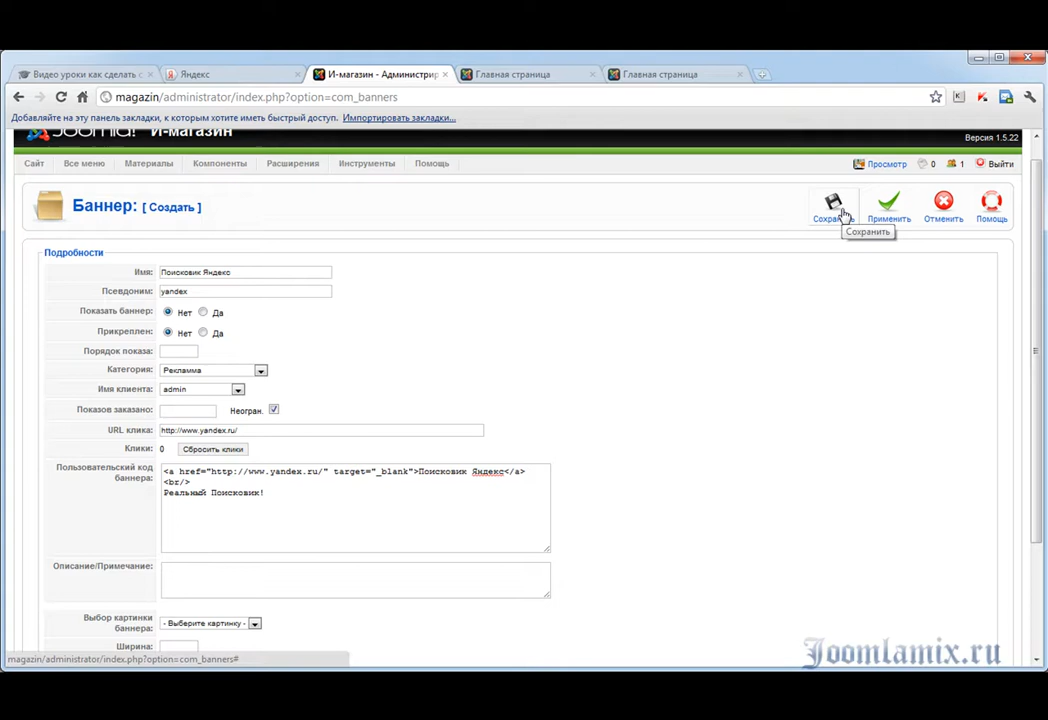 Видео уроки как сделать с
Яндекс
И-магазин - Администрир
Главная страница
Главная страница
magazin/administrator/index.php?option=com_banners
Добавляйте на эту панель закладки, к которым хотите иметь быстрый доступ. Импортировать закладки...
Joomla! И-магазин
Версия 1.5.22
Сайт Все меню Материалы Компоненты Расширения Инструменты Помощь Просмотр 0 1 Выйти
Баннер: [ Создать ]
Сохранить Применить Отменить Помощь
Сохранить
Подробности
Имя: Поисковик Яндекс
Псевдоним: yandex
Показать баннер: Нет Да
Прикреплен: Нет Да
Порядок показа:
Категория: Рекламма
Имя клиента: admin
Показов заказано: Неогран.
URL клика: http://www.yandex.ru/
Клики: 0 Сбросить клики
Пользовательский код баннера:
<a href="http://www.yandex.ru/" target="_blank">Поисковик Яндекс</a>
<br/>
Реальный Поисковик!
Описание/Примечание:
Выбор картинки баннера: - Выберите картинку -
Ширина:
magazin/administrator/index.php?option=com_banners#
Joomlamix.ru